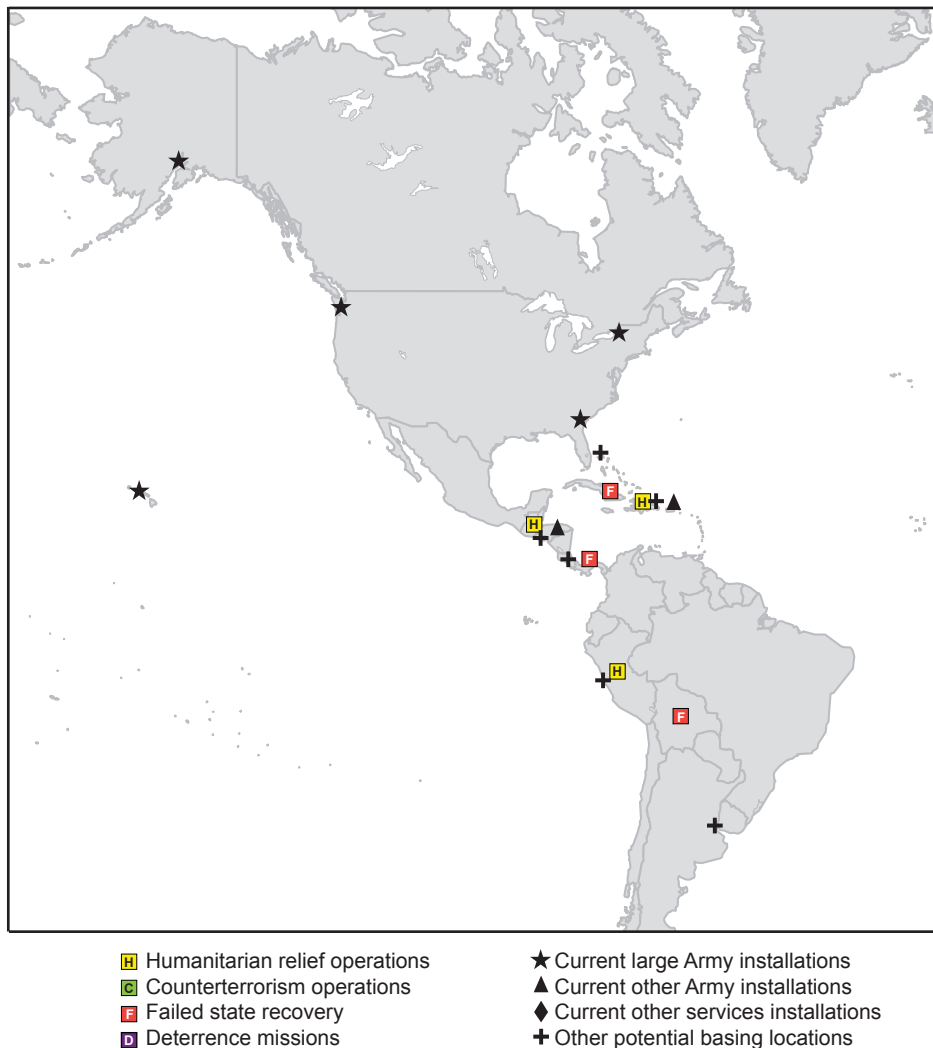 F
H
H
F
H
F
H Humanitarian relief operations
C Counterterrorism operations
F Failed state recovery
D Deterrence missions
Current large Army installations
Current other Army installations
Current other services installations
Other potential basing locations